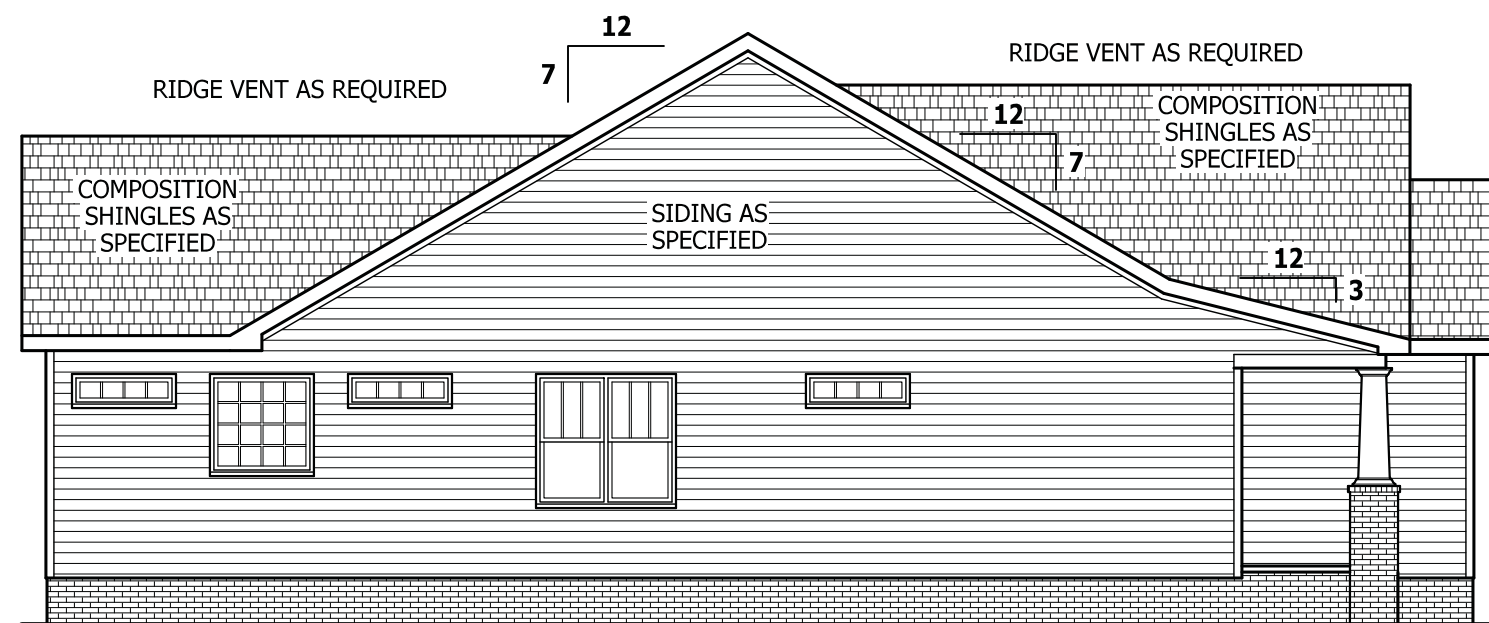 12
7
RIDGE VENT AS REQUIRED
RIDGE VENT AS REQUIRED
COMPOSITION
SHINGLES AS
SPECIFIED
12
7
COMPOSITION
SHINGLES AS
SPECIFIED
SIDING AS
SPECIFIED
12
3